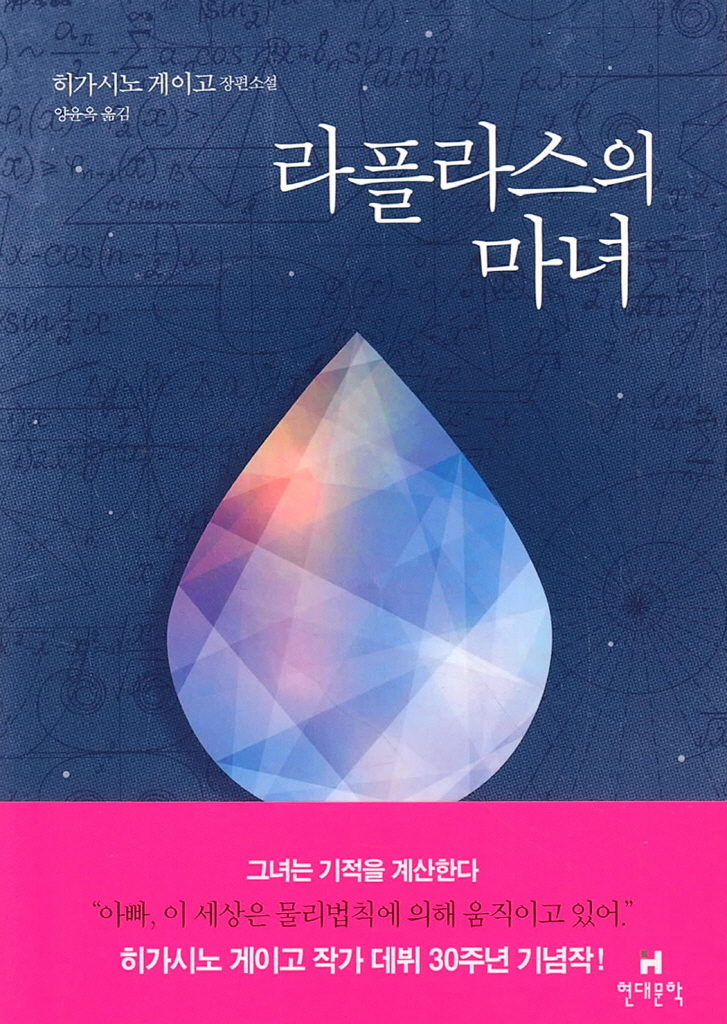 히가시노 게이고 장편소설
양윤옥 옮김
라플라스의
마녀
plane
그녀는 기적을 계산한다
“아빠, 이 세상은 물리법칙에 의해 움직이고 있어.”
히가시노 게이고 작가 데뷔 30주년 기념작!
H
현대문학